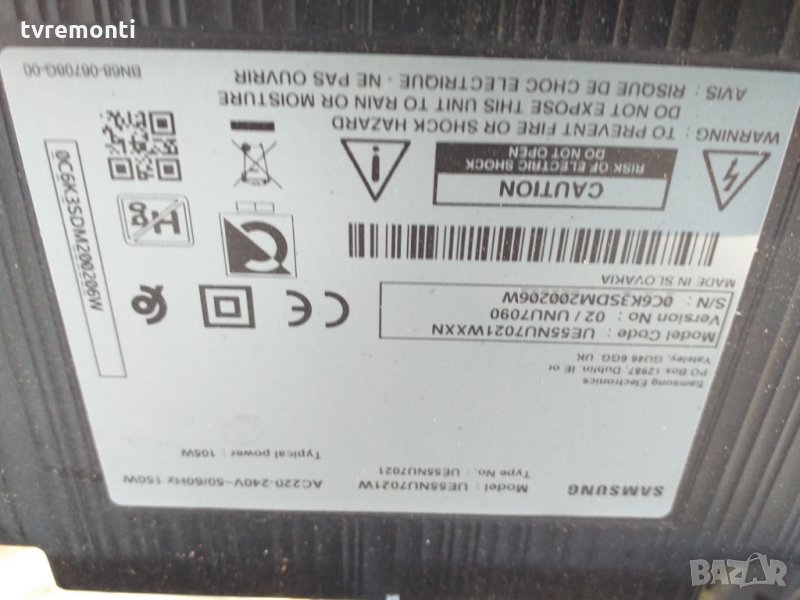 tvremonti
SAMSUNG
Model : UE55NU7021W
AC220-240V~50/60Hz 150W
Type No. : UE55NU7021
Typical power : 105W
Samsung Electronics
PO Box 12987, Dublin. IE or
Yateley, GU46 6GG. UK
Model Code : UE55NU7021WXXN
Version No : 02 / UNU7090
S/N : 0C6K3SDM200206W
MADE IN SLOVAKIA
CAUTION
RISK OF ELECTRIC SHOCK
DO NOT OPEN
WARNING : TO PREVENT FIRE OR SHOCK HAZARD
DO NOT EXPOSE THIS UNIT TO RAIN OR MOISTURE
AVIS : RISQUE DE CHOC ELECTRIQUE - NE PAS OUVRIR
BN68-06708G-00
0C6K3SDM200206W
CE
Hg
BAZAR